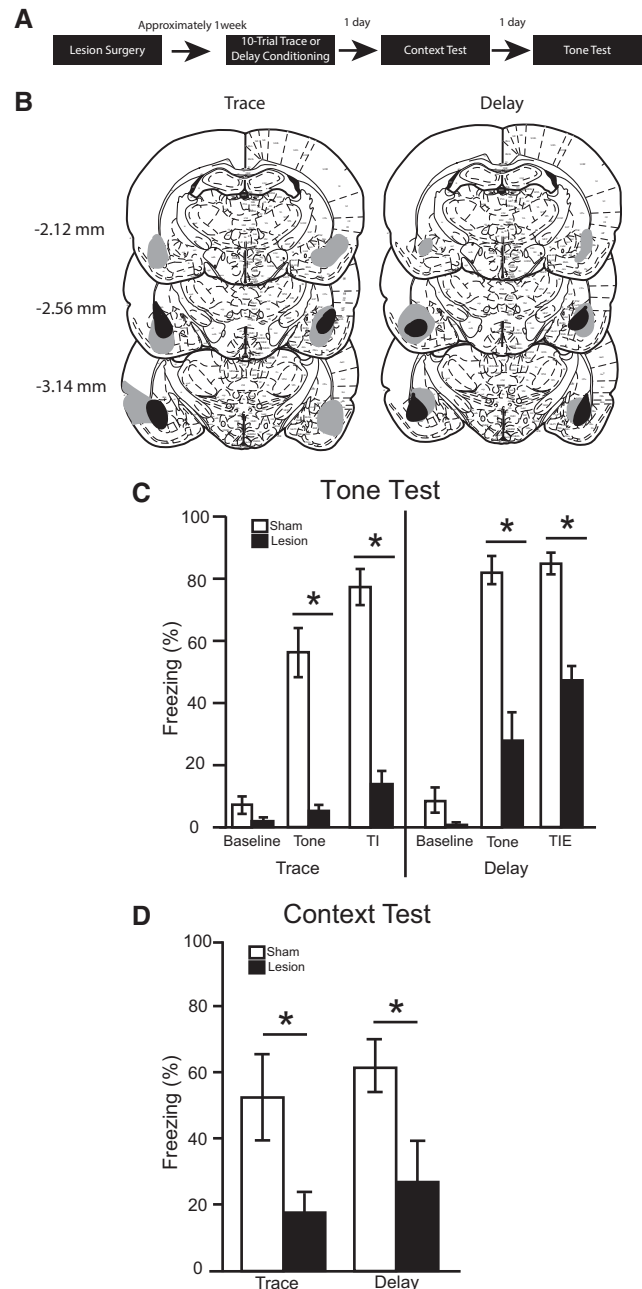 A
Approximately 1week
1 day
1 day
Lesion Surgery
10-Trial Trace or
Delay Conditioning
Context Test
Tone Test
B
Trace
Delay
-2.12 mm
-2.56 mm
-3.14 mm
C
Tone Test
100
80
60
40
20
0
Freezing (%)
Sham
Lesion
*
*
*
*
Baseline
Tone
TI
Baseline
Tone
TIE
Trace
Delay
D
Context Test
100
80
60
40
20
0
Freezing (%)
Sham
Lesion
*
*
Trace
Delay